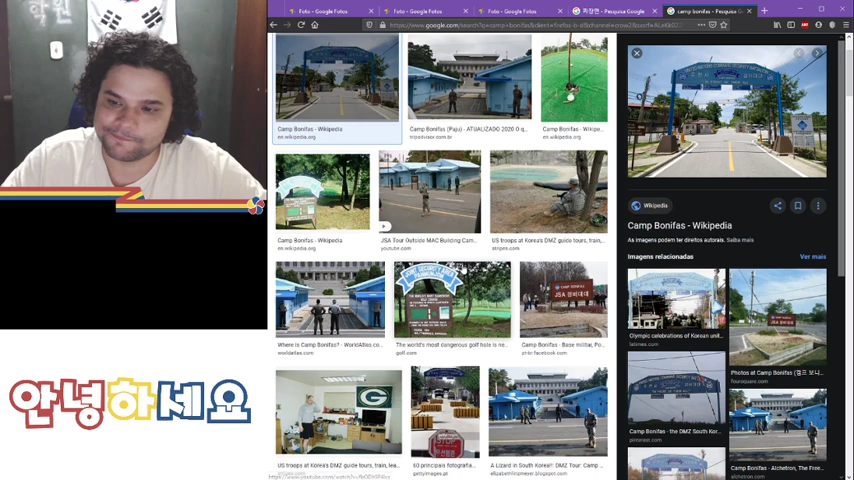 학원
Foto - Google Fotos
Foto - Google Fotos
Foto - Google Fotos
Pesquisa Google
camp bonifas - Pesquisa Google
Camp Bonifas - Wikipedia
en.wikipedia.org
Camp Bonifas (Paju) - ATUALIZADO 2020 O q...
tripadvisor.com.br
Camp Bonifas - Wikipe...
en.wikipedia.org
Camp Bonifas - Wikipedia
en.wikipedia.org
JSA Tour Outside MAC Building Cam...
youtube.com
US troops at Korea's DMZ guide tours, train,...
stripes.com
Where is Camp Bonifas? - WorldAtlas.co...
worldatlas.com
The world's most dangerous golf hole is ne...
golf.com
CAMP BONIFAS
Camp Bonifas - Base militar, Po...
pt-br.facebook.com
G
STOP
US troops at Korea's DMZ guide tours, train, lea...
60 principais fotografia...
gettyimages.pt
A Lizard in South Korea!: DMZ Tour: Camp ...
Wikipedia
Camp Bonifas - Wikipedia
As imagens podem ter direitos autorais. Saiba mais
Imagens relacionadas
Ver mais
Olympic celebrations of Korean unit...
latimes.com
Photos at Camp Bonifas (캠프 보니...
foursquare.com
Camp Bonifas - the DMZ South Kor...
pinterest.com
Camp Bonifas - Alchetron, The Free...
alchetron.com
안녕하세요